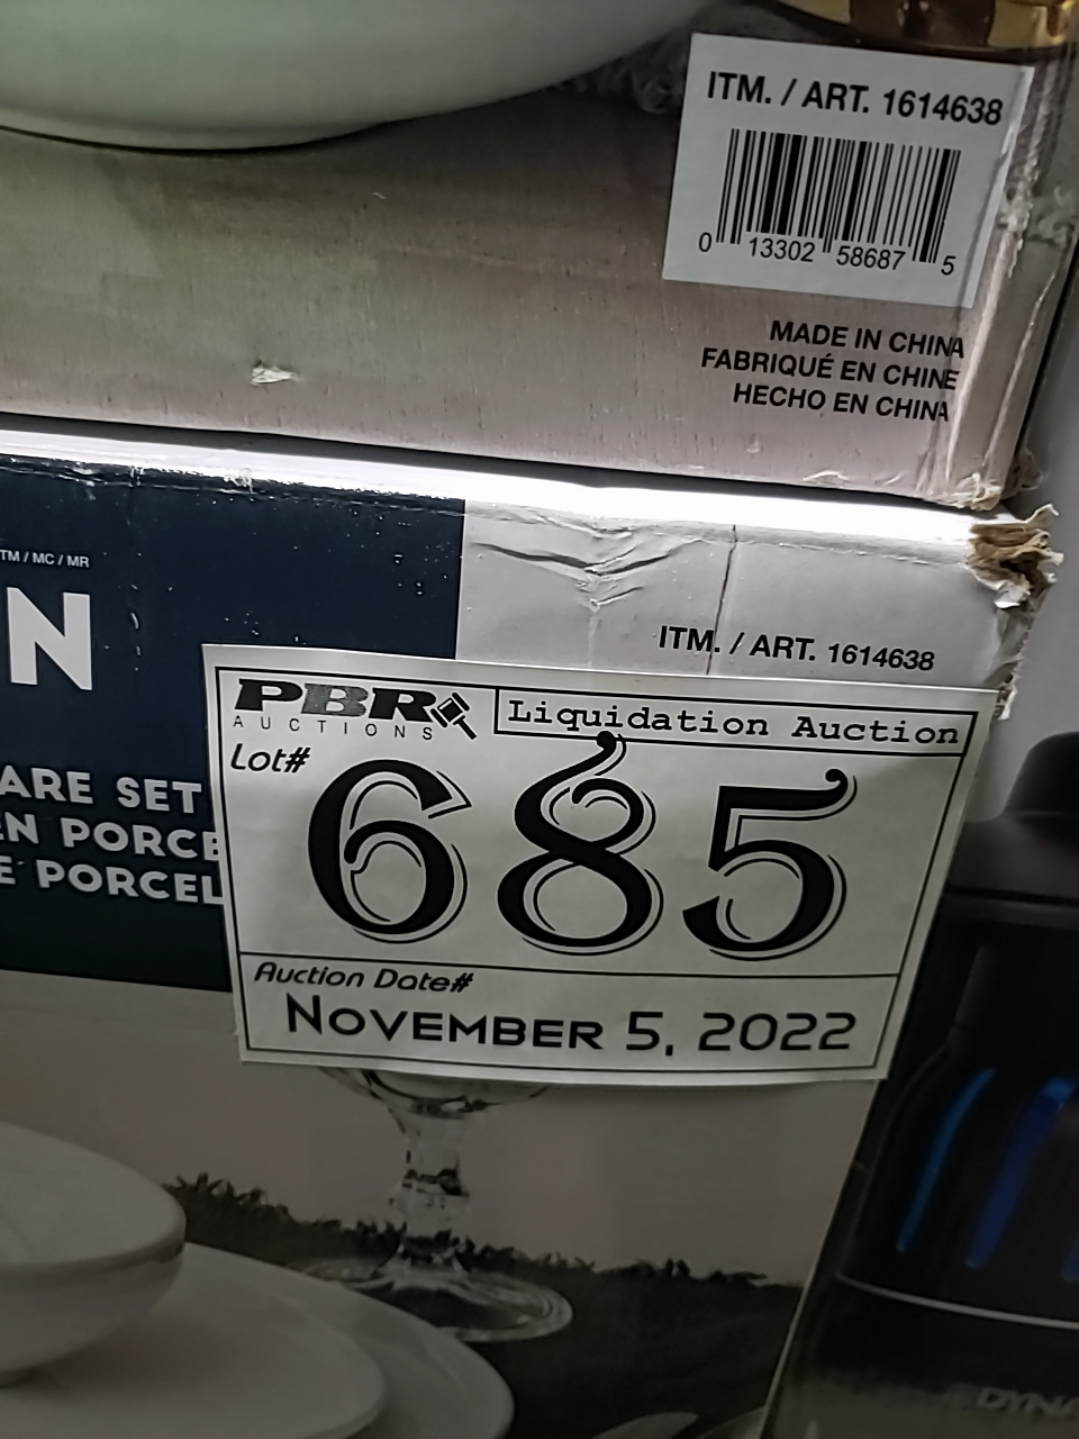 ITM. / ART. 1614638
0 13302 58687 5
MADE IN CHINA
FABRIQUÉ EN CHINE
HECHO EN CHINA
TM / MC / MR
N
ITM. / ART. 1614638
ARE SET
EN PORCE
E PORCEL
PBR
AUCTIONS
Liquidation Auction
Lot#
685
Auction Date#
NOVEMBER 5, 2022
DYNA